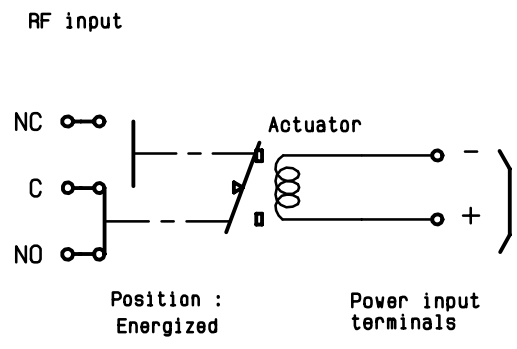 RF input
NC
Actuator
-
C
+
NO
Position :
Energized
Power input
terminals